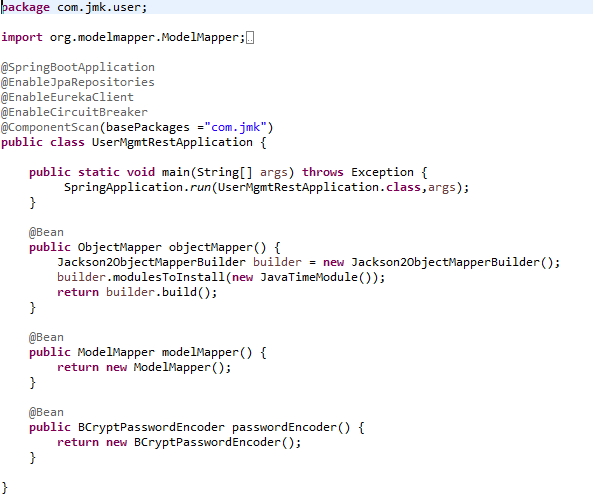 package com.jmk.user;
import org.modelmapper.ModelMapper;
@SpringBootApplication
@EnableJpaRepositories
@EnableEurekaClient
@EnableCircuitBreaker
@ComponentScan(basePackages ="com.jmk")
public class UserMgmtRestApplication {
public static void main(String[] args) throws Exception {
SpringApplication.run(UserMgmtRestApplication.class,args);
}
@Bean
public ObjectMapper objectMapper() {
Jackson2ObjectMapperBuilder builder = new Jackson2ObjectMapperBuilder();
builder.modulesToInstall(new JavaTimeModule());
return builder.build();
}
@Bean
public ModelMapper modelMapper() {
return new ModelMapper();
}
@Bean
public BCryptPasswordEncoder passwordEncoder() {
return new BCryptPasswordEncoder();
}
}